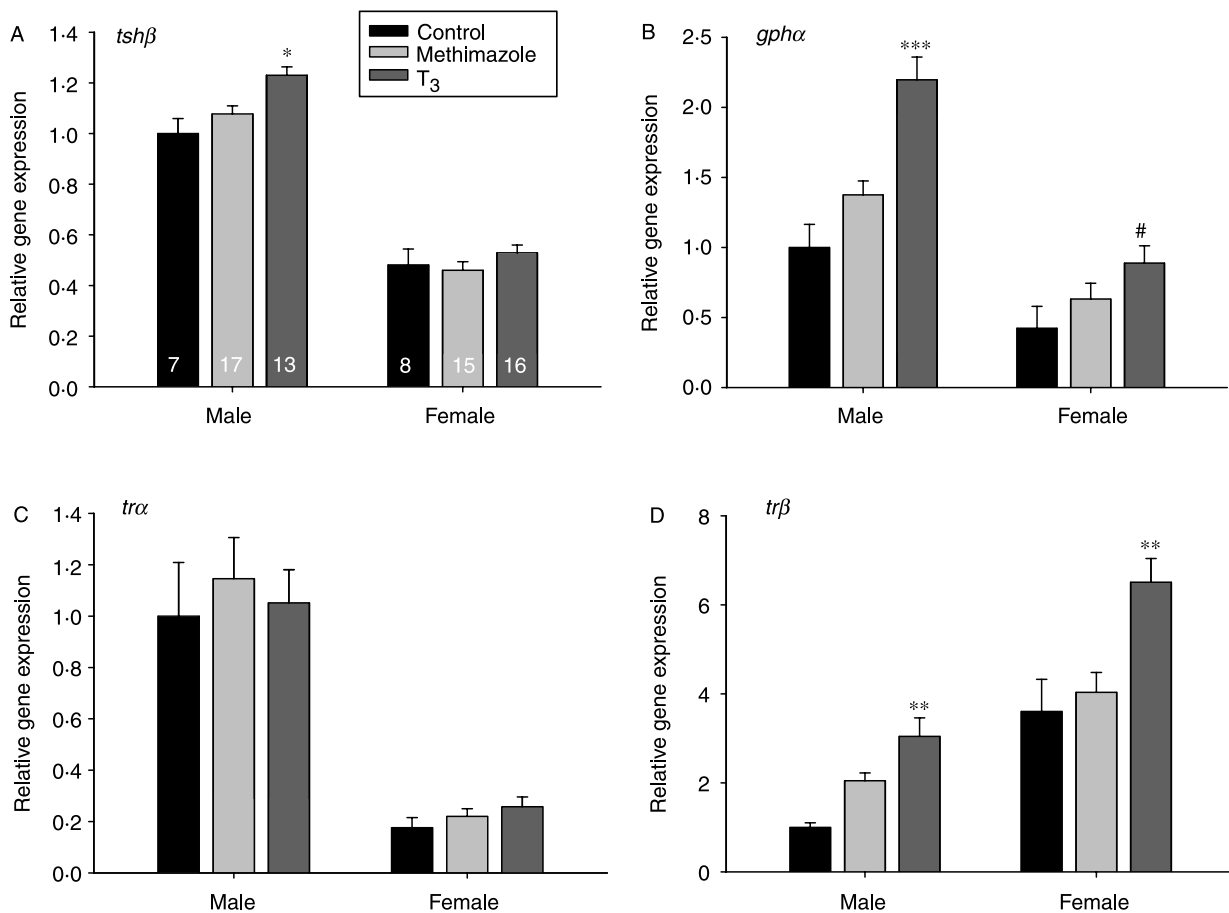 A
tshβ
Control
Methimazole
T3
Relative gene expression
1·4
1·2
1·0
0·8
0·6
0·4
0·2
0·0
*
7
17
13
8
15
16
Male
Female
B
gphα
Relative gene expression
2·5
2·0
1·5
1·0
0·5
0·0
***
#
Male
Female
C
trα
Relative gene expression
1·4
1·2
1·0
0·8
0·6
0·4
0·2
0·0
Male
Female
D
trβ
Relative gene expression
8
6
4
2
0
**
**
Male
Female